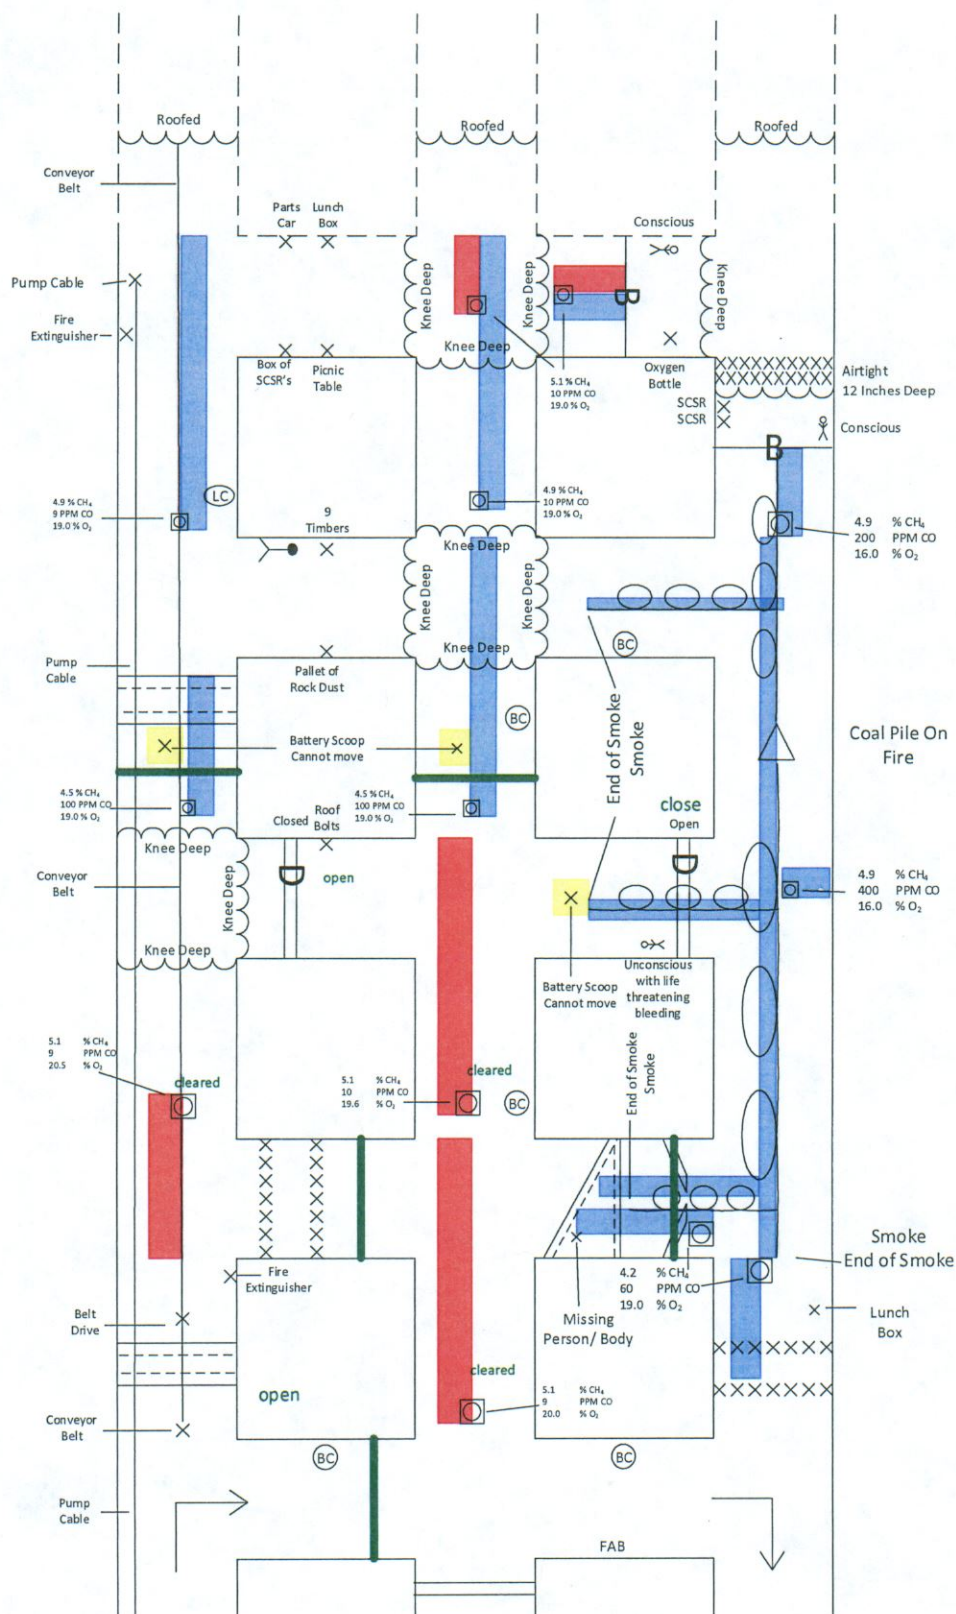 Roofed
Roofed
Roofed
Conveyor
Belt
Parts
Car
Lunch
Box
Conscious
Pump Cable
Knee Deep
Knee Deep
Knee Deep
Fire
Extinguisher
Knee Deep
Box of
SCSR's
Picnic
Table
B
Oxygen
Bottle
Airtight
12 Inches Deep
5.1 % CH₄
10 PPM CO
19.0 % O₂
SCSR
SCSR
Conscious
B
LC
4.9 % CH₄
9 PPM CO
19.0 % O₂
4.9 % CH₄
10 PPM CO
19.0 % O₂
9
Timbers
4.9 % CH₄
200 PPM CO
16.0 % O₂
Knee Deep
Knee Deep
Knee Deep
Knee Deep
BC
Pump
Cable
Pallet of
Rock Dust
BC
End of Smoke
Smoke
Battery Scoop
Cannot move
Coal Pile On
Fire
4.5 % CH₄
100 PPM CO
19.0 % O₂
Closed
Roof
Bolts
4.5 % CH₄
100 PPM CO
19.0 % O₂
close
Open
Knee Deep
Conveyor
Belt
Knee Deep
D
open
D
4.9 % CH₄
400 PPM CO
16.0 % O₂
Knee Deep
Battery Scoop
Cannot move
Unconscious
with life
threatening
bleeding
5.1 % CH₄
9 PPM CO
20.5 % O₂
cleared
5.1 % CH₄
10 PPM CO
19.6 % O₂
cleared
BC
End of Smoke
Smoke
Smoke
End of Smoke
Fire
Extinguisher
4.2 % CH₄
60 PPM CO
19.0 % O₂
Belt
Drive
Missing
Person/ Body
Lunch
Box
cleared
open
5.1 % CH₄
9 PPM CO
20.0 % O₂
Conveyor
Belt
BC
BC
Pump
Cable
FAB